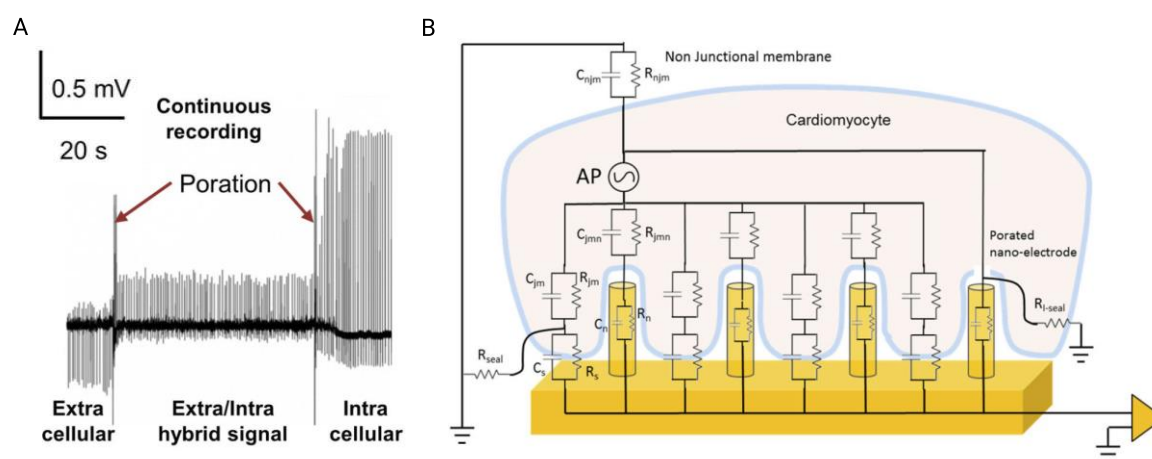 A
0.5 mV
20 s
Continuous
recording
Poration
Extra
cellular
Extra/Intra
hybrid signal
Intra
cellular
B
Non Junctional membrane
Cnjm
Rnjm
Cardiomyocyte
AP
Cjmn
Rjmn
Porated
nano-electrode
Cjm
Rjm
Ri-seal
Cn
Rn
Rseal
Cs
Rs